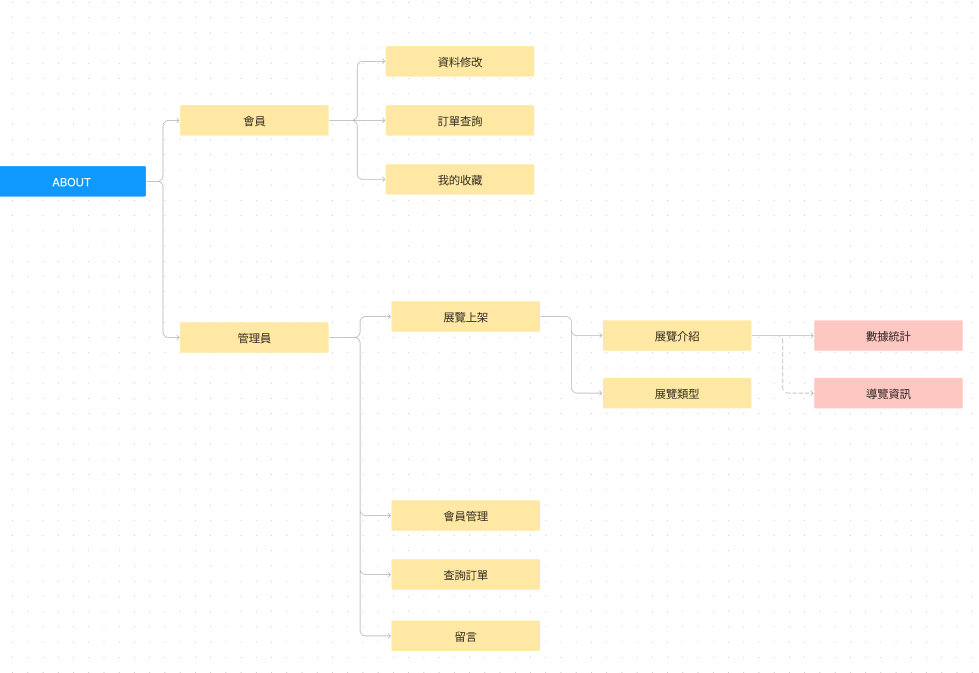 資料修改
會員
訂單查詢
ABOUT
我的收藏
展覽上架
管理員
展覽介紹
數據統計
展覽類型
導覽資訊
會員管理
查詢訂單
留言